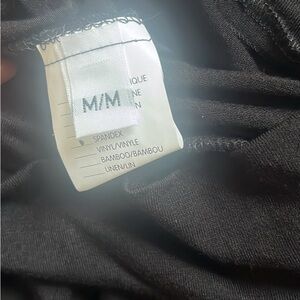 IQUE
NE
M/M
N
SPANDEX
VINYL/VINYLE
BAMBOO/BAMBOU
LINEN/LIN